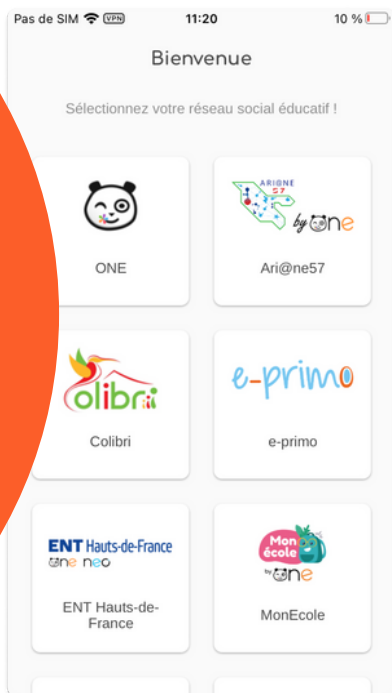 Pas de SIM VPN 11:20 10 %
Bienvenue
Sélectionnez votre réseau social éducatif !
ARIANE
57
by One
ONE
Ari@ne57
Colibri
e-primo
Colibri
e-primo
ENT Hauts-de-France
One neo
Mon
école
by One
ENT Hauts-de-
France
MonEcole